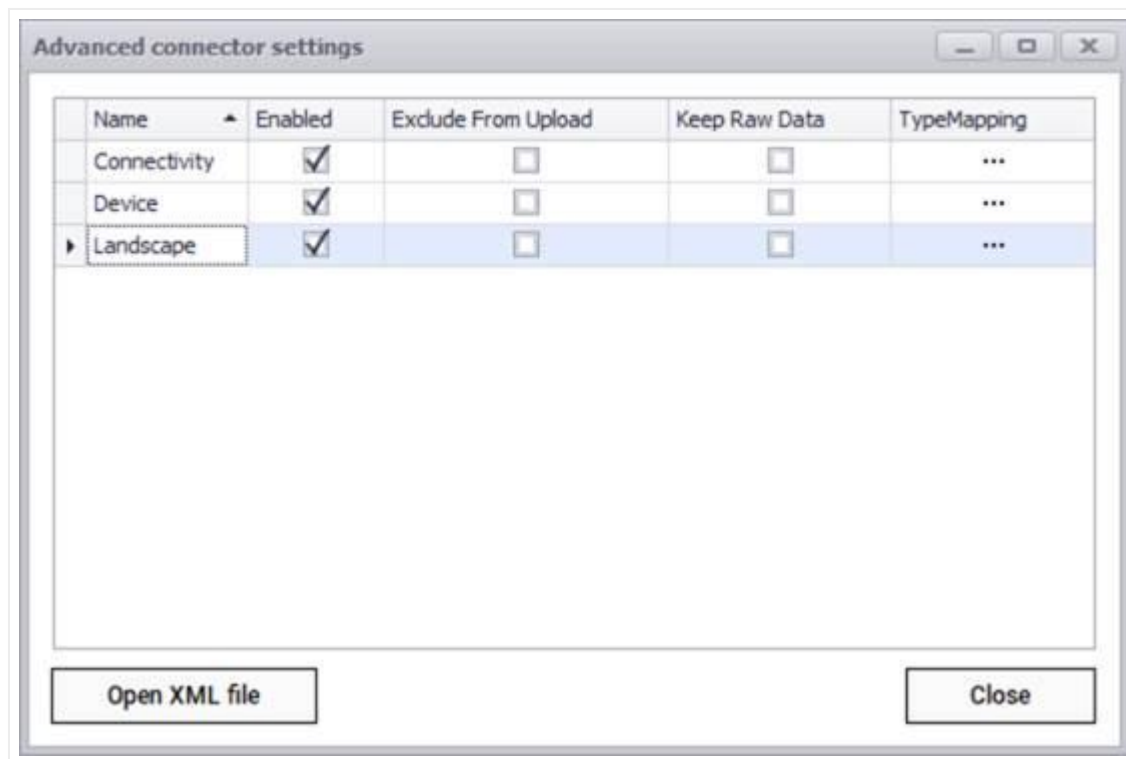 Advanced connector settings
Name Enabled Exclude From Upload Keep Raw Data TypeMapping
Connectivity ...
Device ...
Landscape ...
Open XML file Close